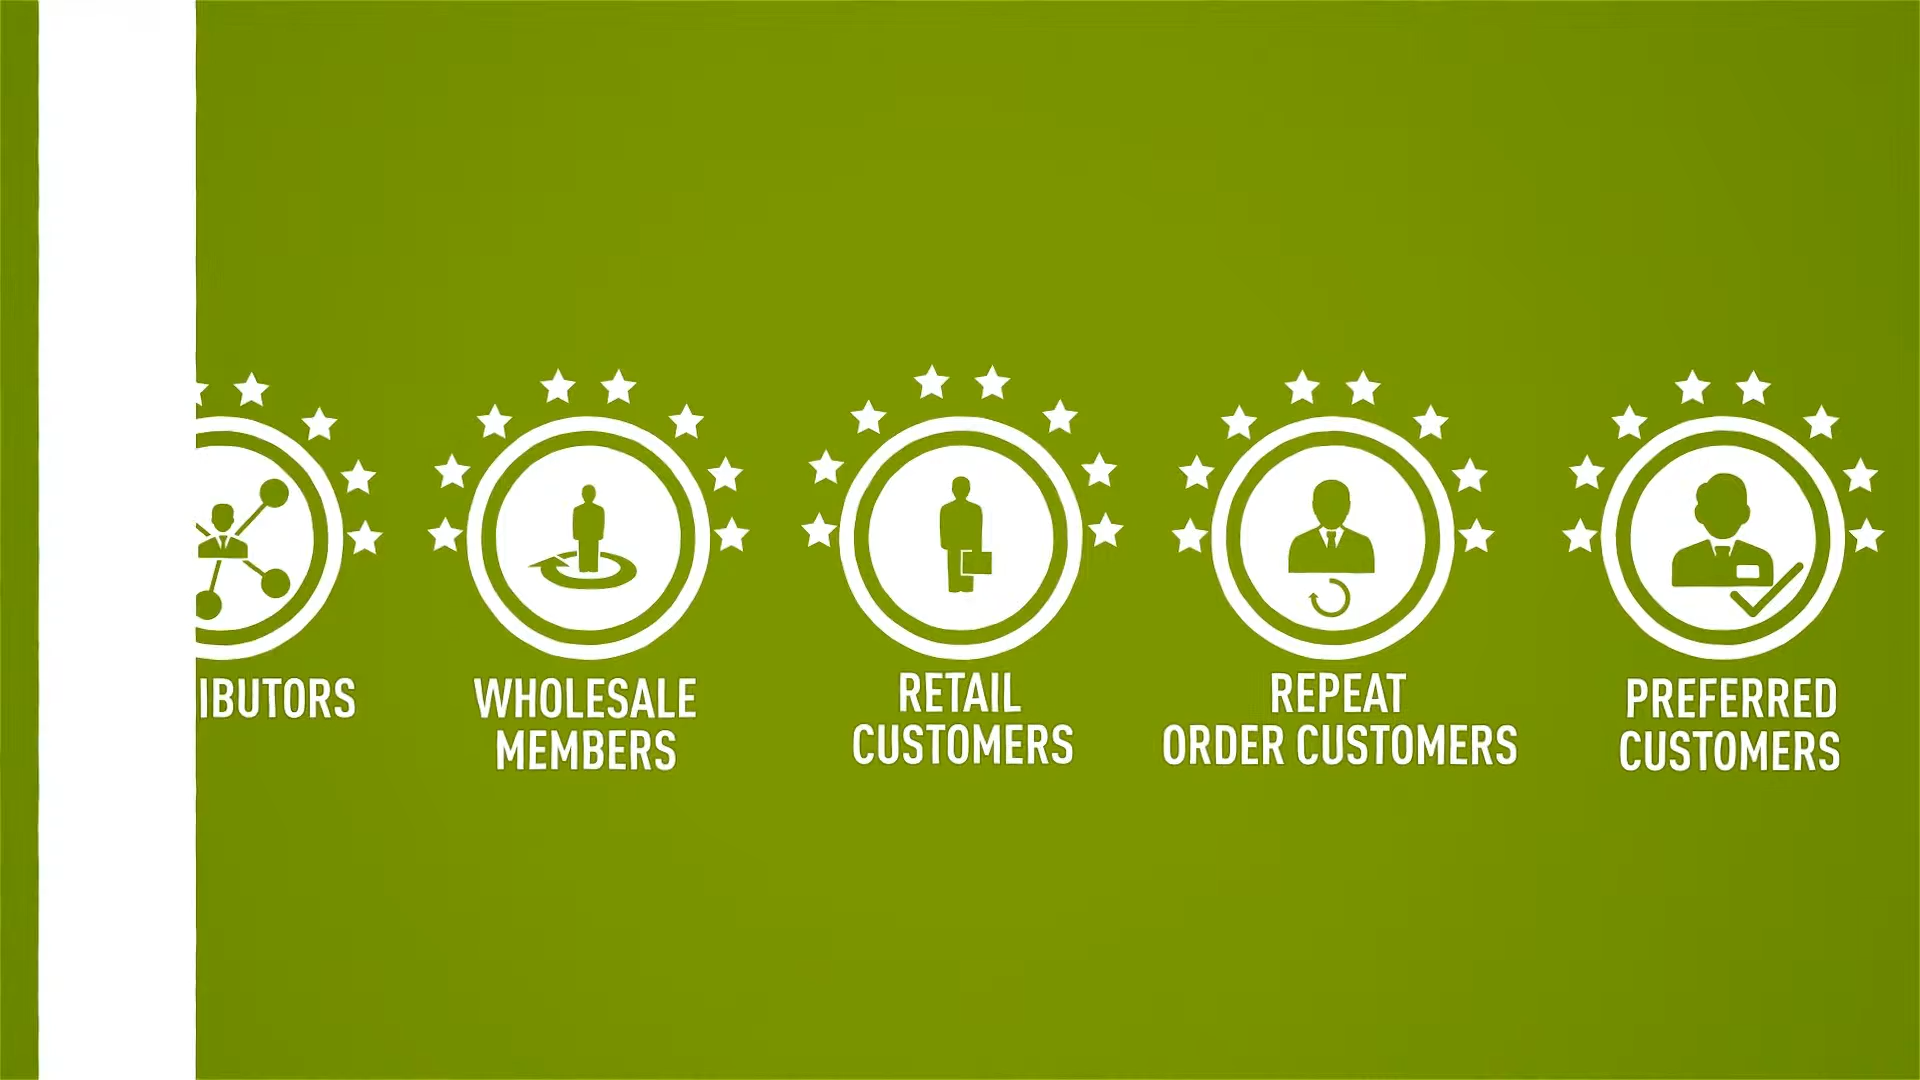 IBUTORS
WHOLESALE
MEMBERS
RETAIL
CUSTOMERS
REPEAT
ORDER CUSTOMERS
PREFERRED
CUSTOMERS